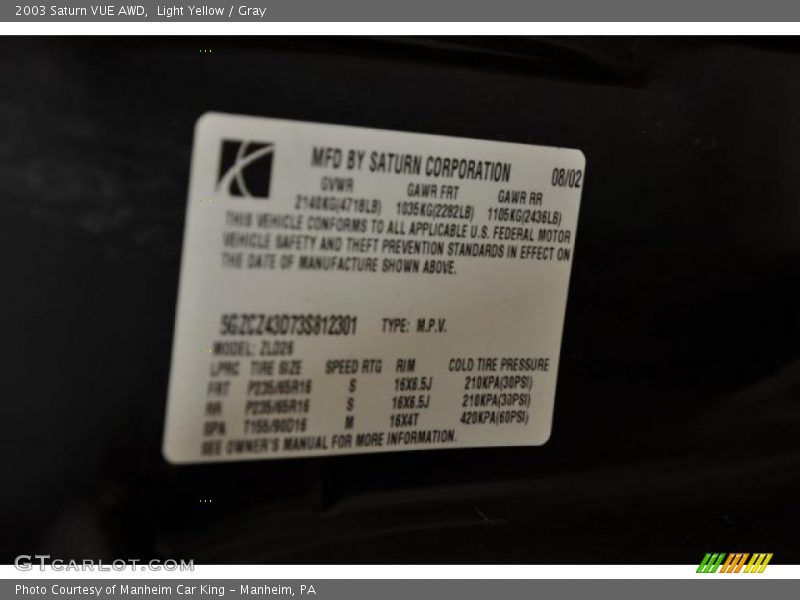 2003 Saturn VUE AWD,  Light Yellow / Gray
MFD BY SATURN CORPORATION 08/02
GVWR GAWR FRT GAWR RR
2140KG(4718LB) 1035KG(2282LB) 1105KG(2436LB)
THIS VEHICLE CONFORMS TO ALL APPLICABLE U.S. FEDERAL MOTOR
VEHICLE SAFETY AND THEFT PREVENTION STANDARDS IN EFFECT ON
THE DATE OF MANUFACTURE SHOWN ABOVE.
5GZCZ43D73S812301 TYPE: M.P.V.
MODEL: ZLD26
LPRC TIRE SIZE SPEED RTG RIM COLD TIRE PRESSURE
FRT P235/65R16 S 16X6.5J 210KPA(30PSI)
RR P235/65R16 S 16X6.5J 210KPA(30PSI)
SPA T155/90D16 M 16X4T 420KPA(60PSI)
SEE OWNER'S MANUAL FOR MORE INFORMATION.
GTCARLOT.COM
Photo Courtesy of Manheim Car King - Manheim, PA